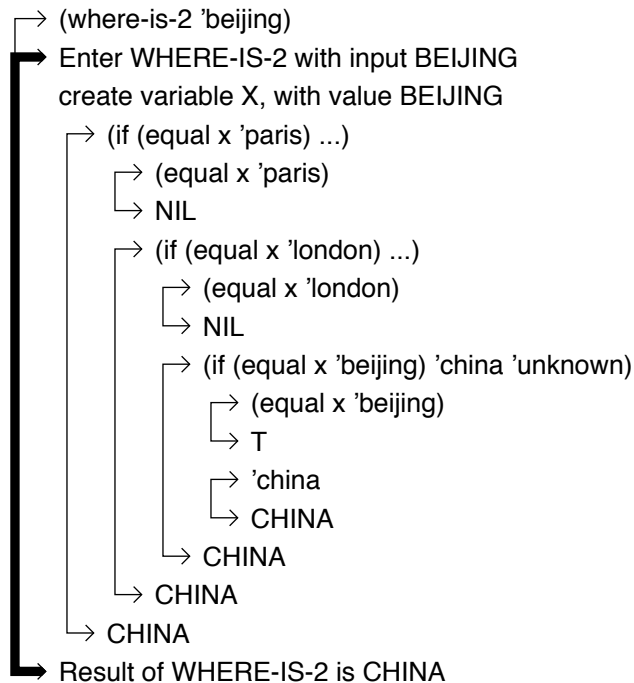 (where-is-2 ’beijing)
Enter WHERE-IS-2 with input BEIJING
create variable X, with value BEIJING
(if (equal x ’paris) ...)
(equal x ’paris)
NIL
(if (equal x ’london) ...)
(equal x ’london)
NIL
(if (equal x ’beijing) ’china ’unknown)
(equal x ’beijing)
T
’china
CHINA
CHINA
CHINA
CHINA
Result of WHERE-IS-2 is CHINA